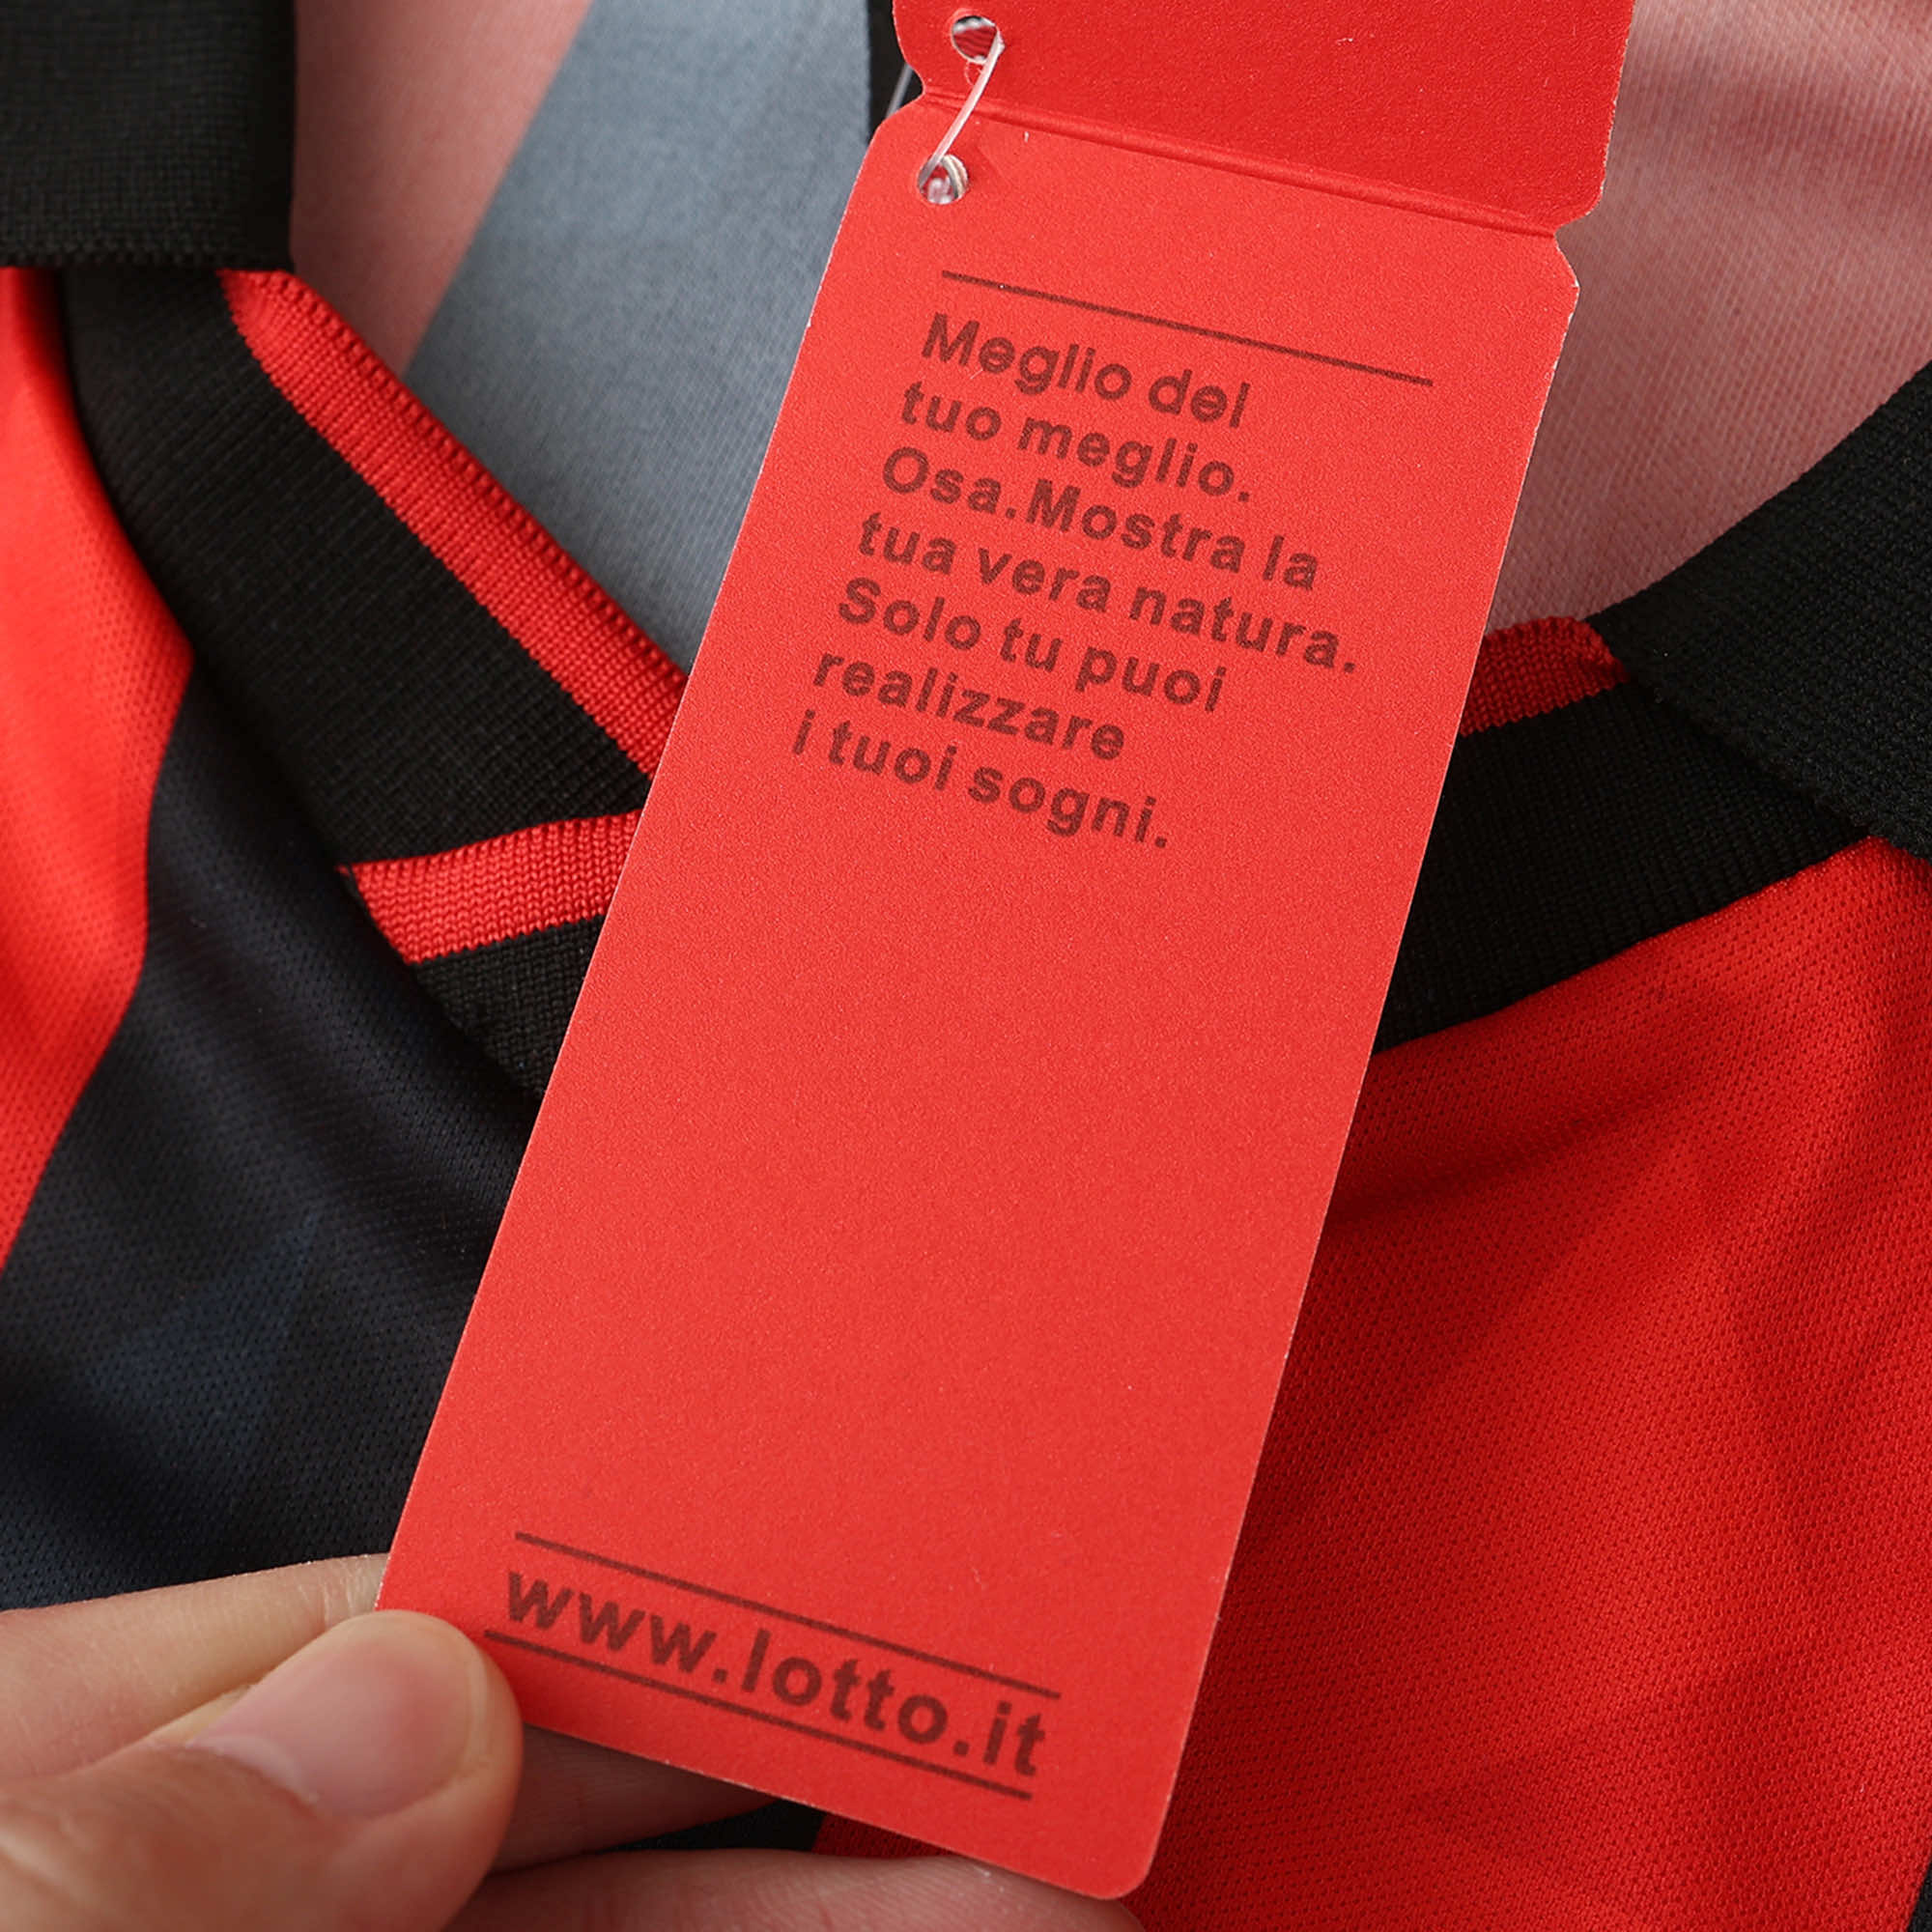 Meglio del
tuo meglio.
Osa.Mostra la
tua vera natura.
Solo tu puoi
realizzare
i tuoi sogni.
www.lotto.it